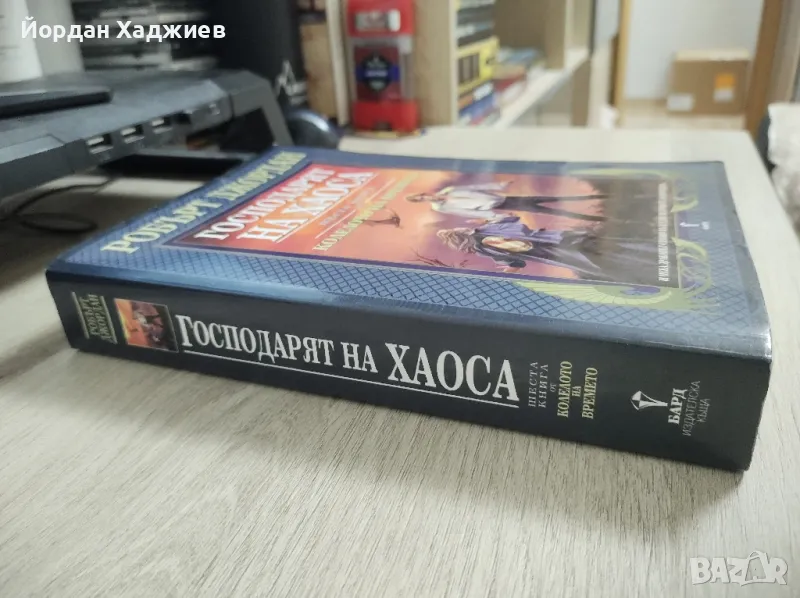 Йордан Хаджиев
РОБЪРТ ДЖОРДАН
ГОСПОДАРЯТ
НА ХАОСА
РОБЪРТ
ДЖОРДАН
ГОСПОДАРЯТ НА ХАОСА
ШЕСТА
КНИГА
от
КОЛЕЛОТО
НА
ВРЕМЕТО
БАРД
ИЗДАТЕЛСКА
КЪЩА
BAZAR